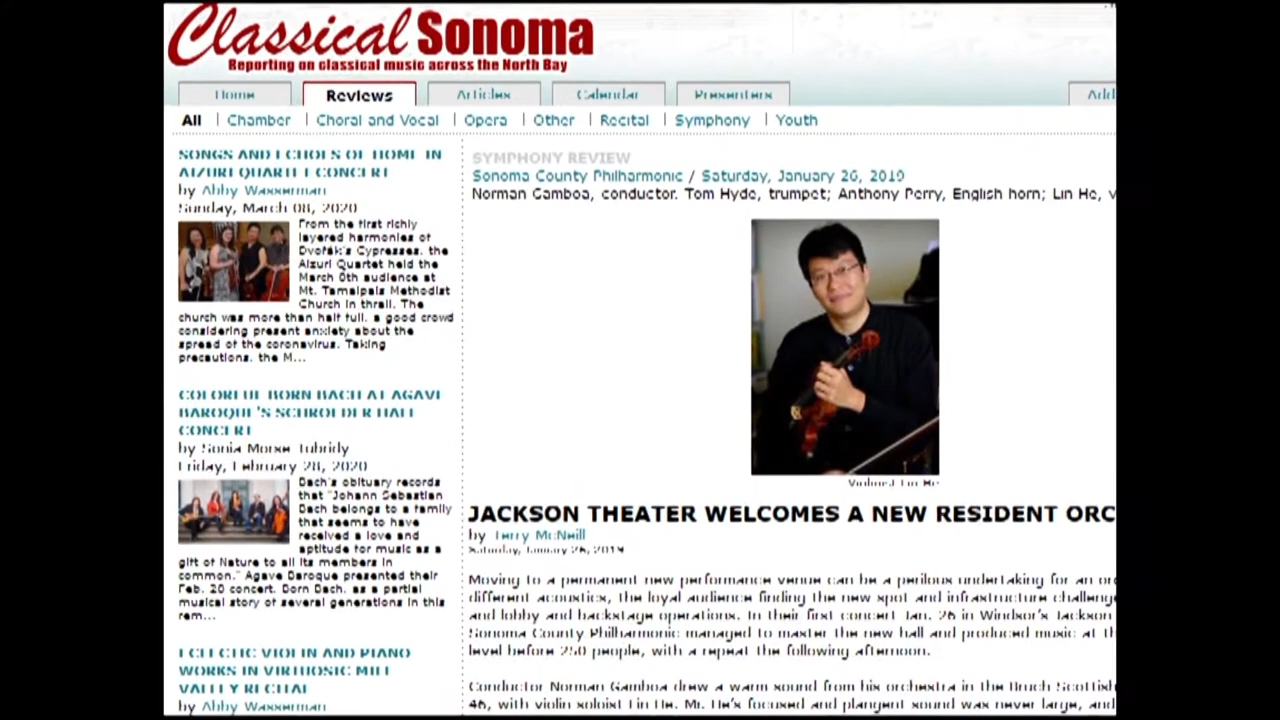 Classical Sonoma
Reporting on classical music across the North Bay
Home
Reviews
Articles
Calendar
Presenters
Add
All
Chamber
Choral and Vocal
Opera
Other
Recital
Symphony
Youth
SONGS AND ECHOES OF HOME IN
AIZURI QUARTET CONCERT
by Abby Wasserman
Sunday, March 08, 2020
From the first richly
layered harmonies of
Dvořák's Cypresses, the
Aizuri Quartet held the
March 8th audience at
Mt. Tamalpais Methodist
Church in thrall. The
church was more than half full, a good crowd
considering present anxiety about the
spread of the coronavirus. Taking
precautions, the M...
COLORFUL BORN BACH AT AGAVE
BAROQUE'S SCHROEDER HALL
CONCERT
by Sonia Morse Tubridy
Friday, February 28, 2020
Bach's obituary records
that "Johann Sebastian
Bach belongs to a family
that seems to have
received a love and
aptitude for music as a
gift of Nature to all its members in
common." Agave Baroque presented their
Feb. 28 concert, Born Bach, as a partial
musical story of several generations in this
rem...
ECLECTIC VIOLIN AND PIANO
WORKS IN VIRTUOSIC MILL
VALLEY RECITAL
by Abby Wasserman
SYMPHONY REVIEW
Sonoma County Philharmonic / Saturday, January 26, 2019
Norman Gamboa, conductor. Tom Hyde, trumpet; Anthony Perry, English horn; Lin He, v
Violinist Lin He
JACKSON THEATER WELCOMES A NEW RESIDENT ORC
by Terry McNeill
Saturday, January 26, 2019
Moving to a permanent new performance venue can be a perilous undertaking for an or
different acoustics, the loyal audience finding the new spot and infrastructure challenge
and lobby and backstage operations. In their first concert Jan. 26 in Windsor's Jackson
Sonoma County Philharmonic managed to master the new hall and produced music at th
level before 250 people, with a repeat the following afternoon.
Conductor Norman Gamboa drew a warm sound from his orchestra in the Bruch Scottish
46, with violin soloist Lin He. Mr. He's focused and plangent sound was never large, and